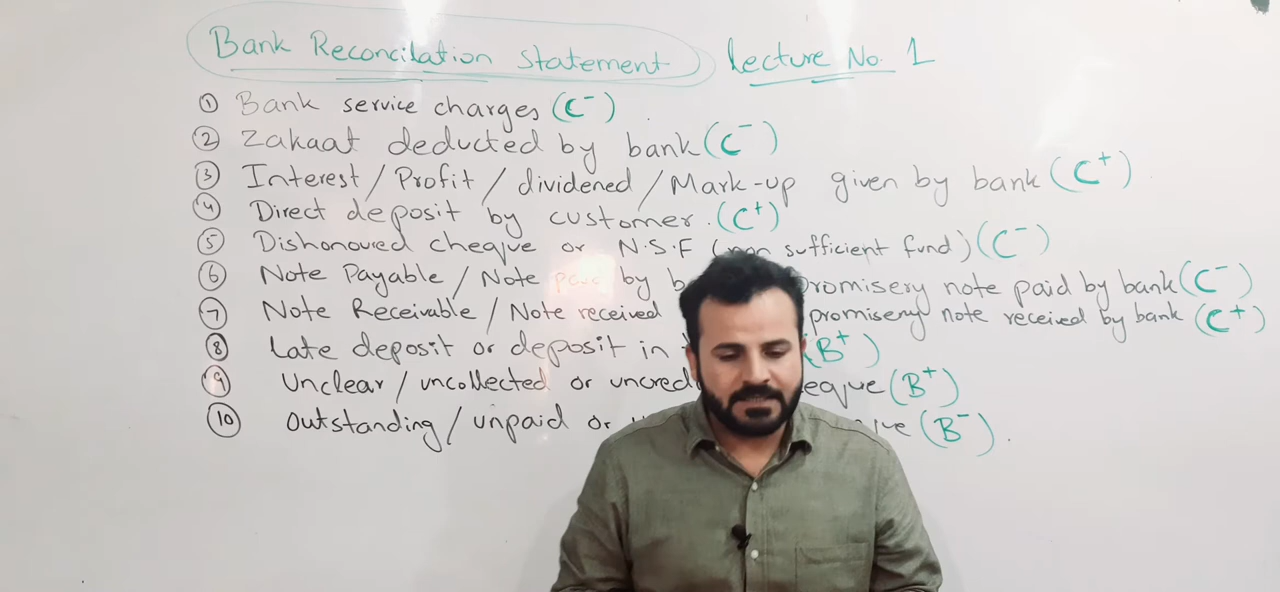 Bank Reconcilation Statement Lecture No. 1
① Bank service charges (C⁻)
② Zakaat deducted by bank (C⁻)
③ Interest / Profit / dividened / Mark-up given by bank (C⁺)
④ Direct deposit by customer. (C⁺)
⑤ Dishonoured cheqve or N.S.F (non sufficient fund) (C⁻)
⑥ Note Payable / Note paid by promisery note paid by bank (C⁻)
⑦ Note Receivable / Note received promisery note received by bank (C⁺)
⑧ Late deposit or deposit in (B⁺)
⑨ Unclear / uncollected or (B⁺)
⑩ Outstanding / unpaid or (B⁻).